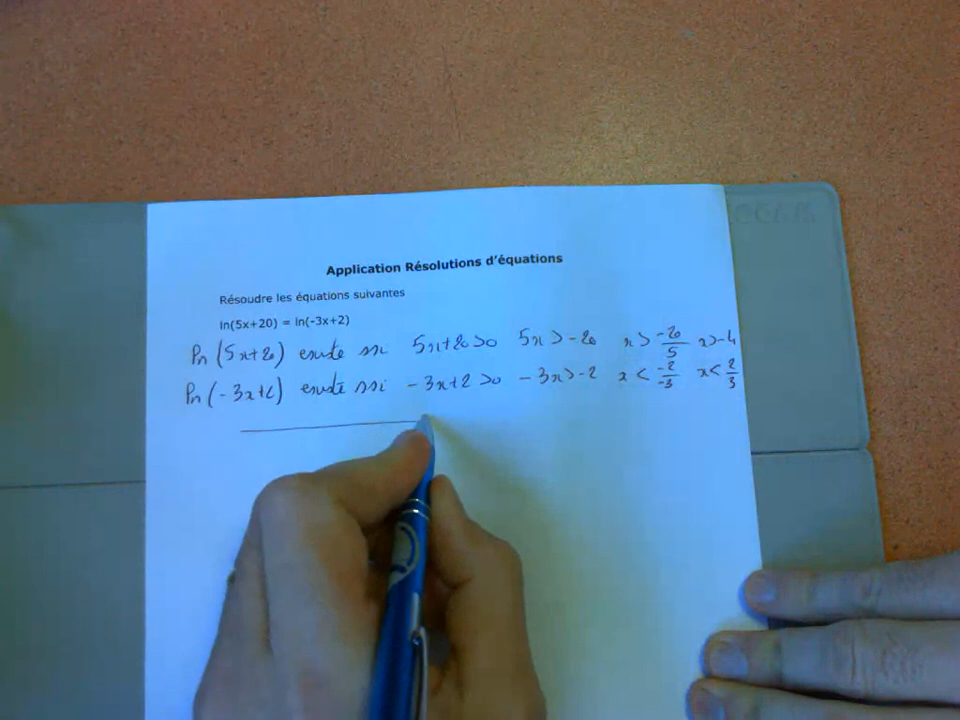 Application Résolutions d'équations
Résoudre les équations suivantes
ln(5x+20) = ln(-3x+2)
ln(5x+20) existe ssi 5x+20>0 5x>-20 x>-20/5 x>-4
ln(-3x+2) existe ssi -3x+2>0 -3x>-2 x<-2/-3 x<2/3